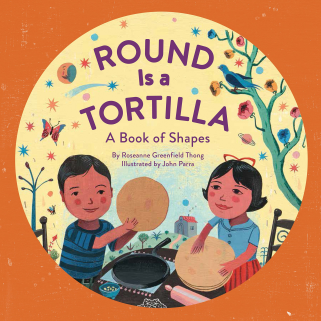 ROUND
Is a
TORTILLA
A Book of Shapes
By Roseanne Greenfield Thong
Illustrated by John Parra